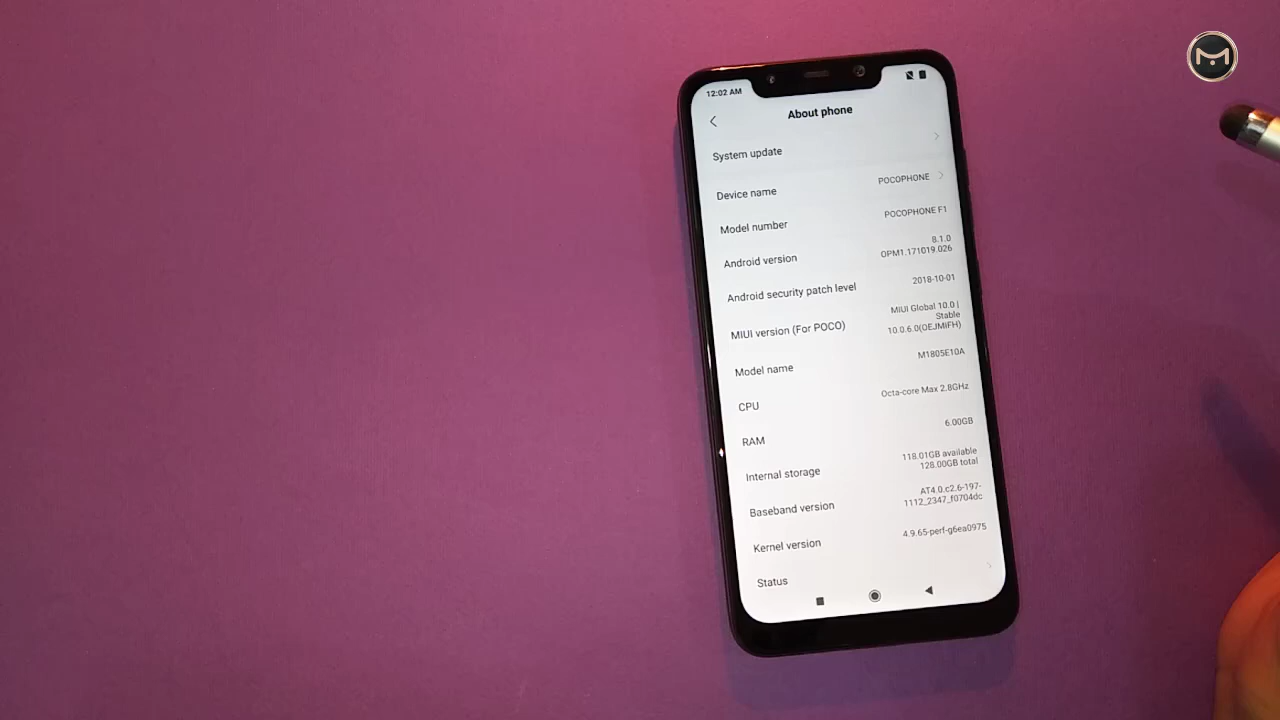 12:02 AM
About phone
System update
Device name POCOPHONE
Model number POCOPHONE F1
Android version 8.1.0
OPM1.171019.026
Android security patch level 2018-10-01
MIUI version (For POCO) MIUI Global 10.0 |
Stable
10.0.6.0(OEJMIFH)
Model name M1805E10A
CPU Octa-core Max 2.8GHz
RAM 6.00GB
Internal storage 118.01GB available
128.00GB total
Baseband version AT4.0.c2.6-197-
1112_2347_f0704dc
Kernel version 4.9.65-perf-g6ea0975
Status